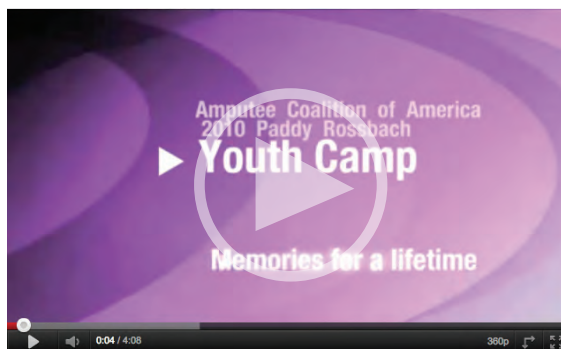 Amputee Coalition of America
2010 Paddy Rossbach
Youth Camp
Memories for a lifetime
0:04 / 4:08
360p